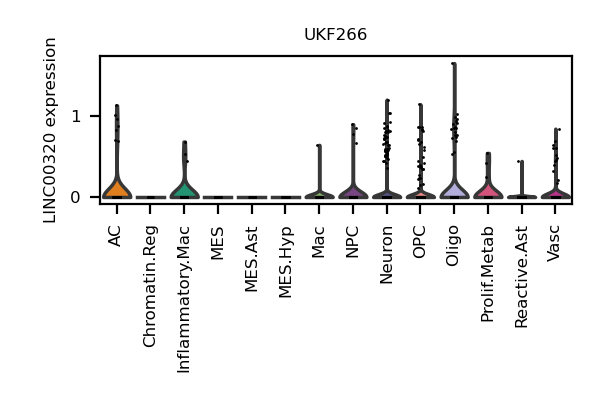 UKF266
LINC00320 expression
1
0
AC
Chromatin.Reg
Inflammatory.Mac
MES
MES.Ast
MES.Hyp
Mac
NPC
Neuron
OPC
Oligo
Prolif.Metab
Reactive.Ast
Vasc